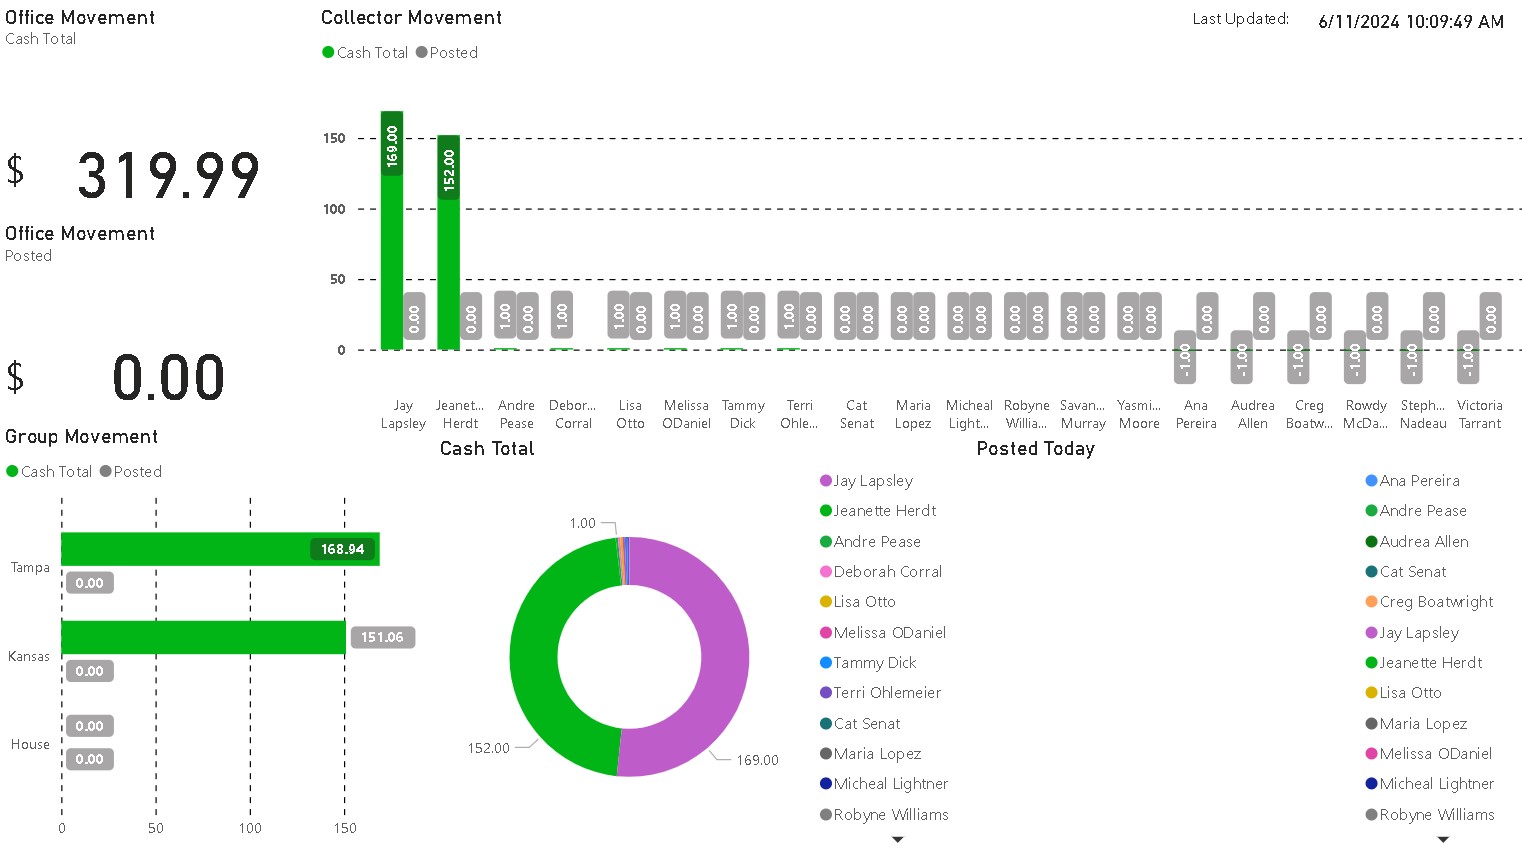 Office Movement
Cash Total
$ 319.99
Office Movement
Posted
$ 0.00
Collector Movement
Cash Total Posted
Last Updated: 6/11/2024 10:09:49 AM
150
100
50
0
169.00 0.00 152.00 0.00 1.00 0.00 1.00 1.00 0.00 1.00 0.00 1.00 0.00 1.00 0.00 0.00 0.00 0.00 0.00 0.00 0.00 0.00 0.00 0.00 0.00 0.00 0.00 -1.00 0.00 -1.00 0.00 -1.00 0.00 -1.00 0.00 -1.00 0.00 -1.00 0.00
Jay Jeanet... Andre Debor... Lisa Melissa Tammy Terri Cat Maria Micheal Robyne Savan... Yasmi... Ana Audrea Creg Rowdy Steph... Victoria
Lapsley Herdt Pease Corral Otto ODaniel Dick Ohle... Senat Lopez Light... Willia... Murray Moore Pereira Allen Boatw... McDa... Nadeau Tarrant
Group Movement
Cash Total Posted
Tampa
168.94
0.00
Kansas
151.06
0.00
House
0.00
0.00
0 50 100 150
Cash Total
1.00
152.00
169.00
Jay Lapsley
Jeanette Herdt
Andre Pease
Deborah Corral
Lisa Otto
Melissa ODaniel
Tammy Dick
Terri Ohlemeier
Cat Senat
Maria Lopez
Micheal Lightner
Robyne Williams
Posted Today
Ana Pereira
Andre Pease
Audrea Allen
Cat Senat
Creg Boatwright
Jay Lapsley
Jeanette Herdt
Lisa Otto
Maria Lopez
Melissa ODaniel
Micheal Lightner
Robyne Williams